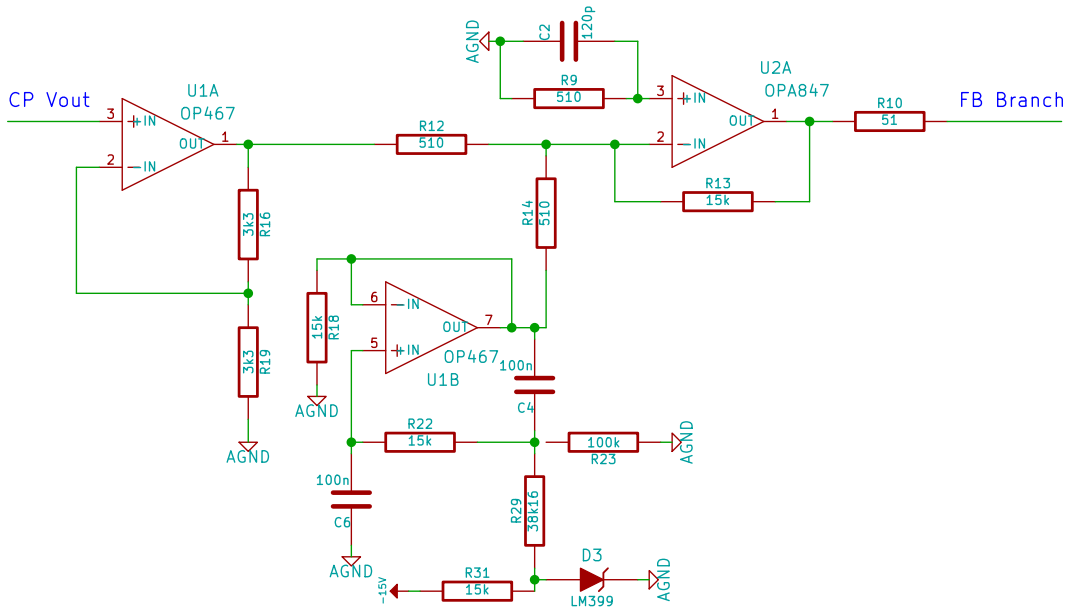 AGND
C2
120p
R9
510
U2A
OPA847
3
+IN
OUT
1
2
−IN
R10
51
FB Branch
CP Vout
U1A
OP467
3
+IN
OUT
1
2
−IN
R12
510
R13
15k
R16
3k3
R14
510
R18
15k
6
−IN
OUT
7
5
+IN
OP467
U1B
100n
C4
R19
3k3
AGND
AGND
R22
15k
100k
R23
AGND
100n
C6
AGND
R29
38k16
D3
LM399
AGND
R31
15k
-15V